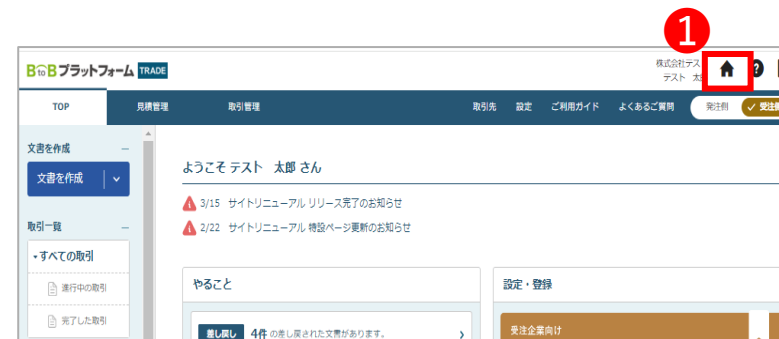 1
BtoBプラットフォーム TRADE
株式会社テス
テスト 太
?
TOP 見積管理 取引管理 取引先 設定 ご利用ガイド よくあるご質問 発注側 受注側
文書を作成
文書を作成
ようこそ テスト 太郎 さん
3/15 サイトリニューアル リリース完了のお知らせ
2/22 サイトリニューアル 特設ページ更新のお知らせ
取引一覧
すべての取引
進行中の取引
完了した取引
やること
差し戻し 4件 の差し戻された文書があります。
設定・登録
受注企業向け